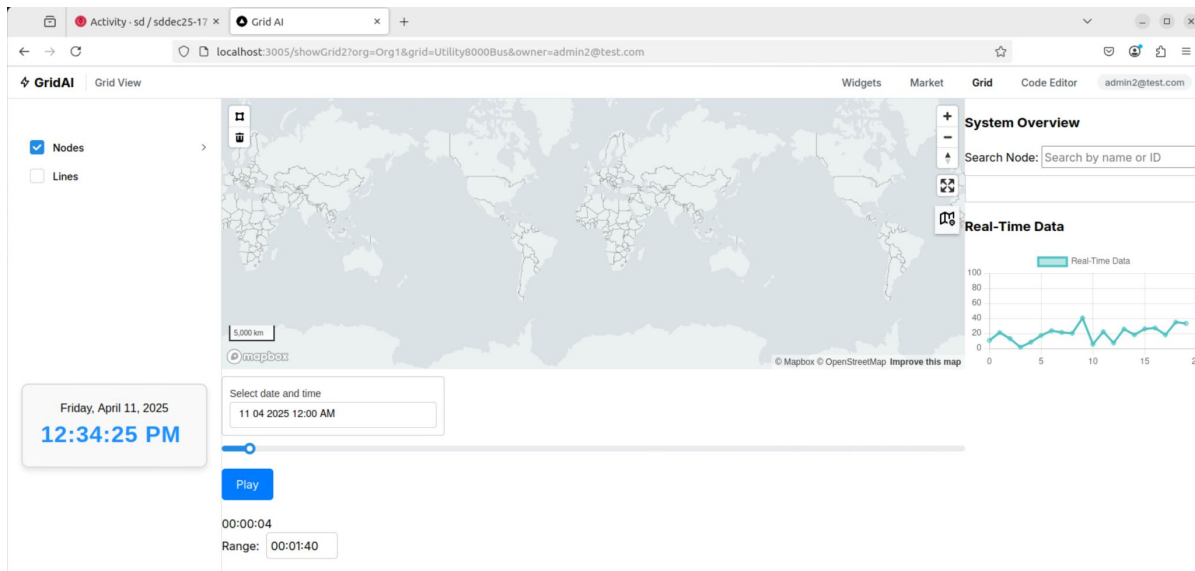 Activity · sd / sddec25-17
Grid AI
localhost:3005/showGrid2?org=Org1&grid=Utility8000Bus&owner=admin2@test.com
GridAI
Grid View
Widgets
Market
Grid
Code Editor
admin2@test.com
Nodes
Lines
5,000 km
mapbox
© Mapbox © OpenStreetMap Improve this map
System Overview
Search Node: Search by name or ID
Real-Time Data
Real-Time Data
100
80
60
40
20
0
0 5 10 15 2
Friday, April 11, 2025
12:34:25 PM
Select date and time
11 04 2025 12:00 AM
Play
00:00:04
Range: 00:01:40